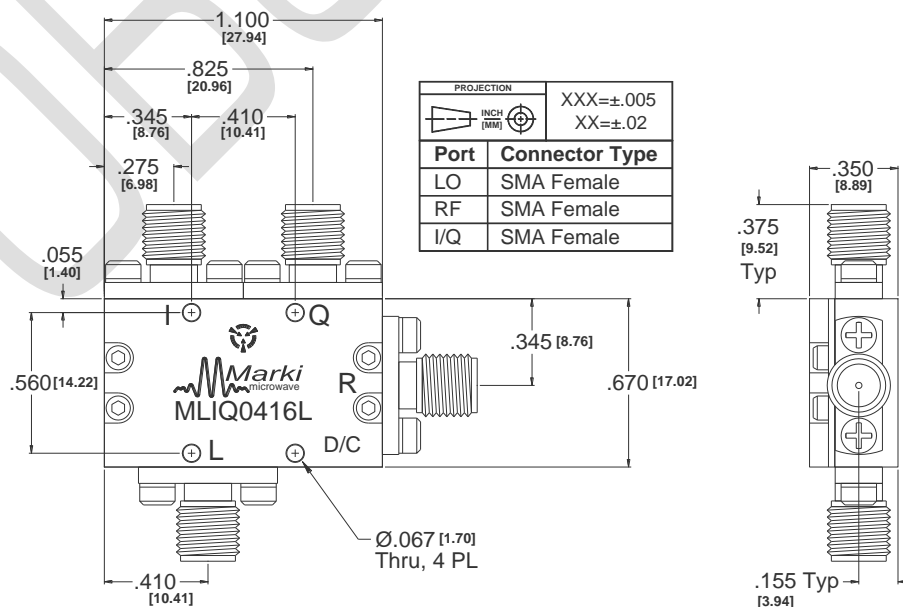 1.100
[27.94]
.825
[20.96]
.345
[8.76]
.410
[10.41]
.275
[6.98]
PROJECTION
INCH
[MM]
XXX=±.005
XX=±.02
Port Connector Type
LO SMA Female
RF SMA Female
I/Q SMA Female
.350
[8.89]
.375
[9.52]
Typ
.055
[1.40]
I
Q
.345 [8.76]
.560 [14.22]
Marki
microwave
R
.670 [17.02]
MLIQ0416L
L
D/C
Ø.067 [1.70]
Thru, 4 PL
.410
[10.41]
.155 Typ
[3.94]